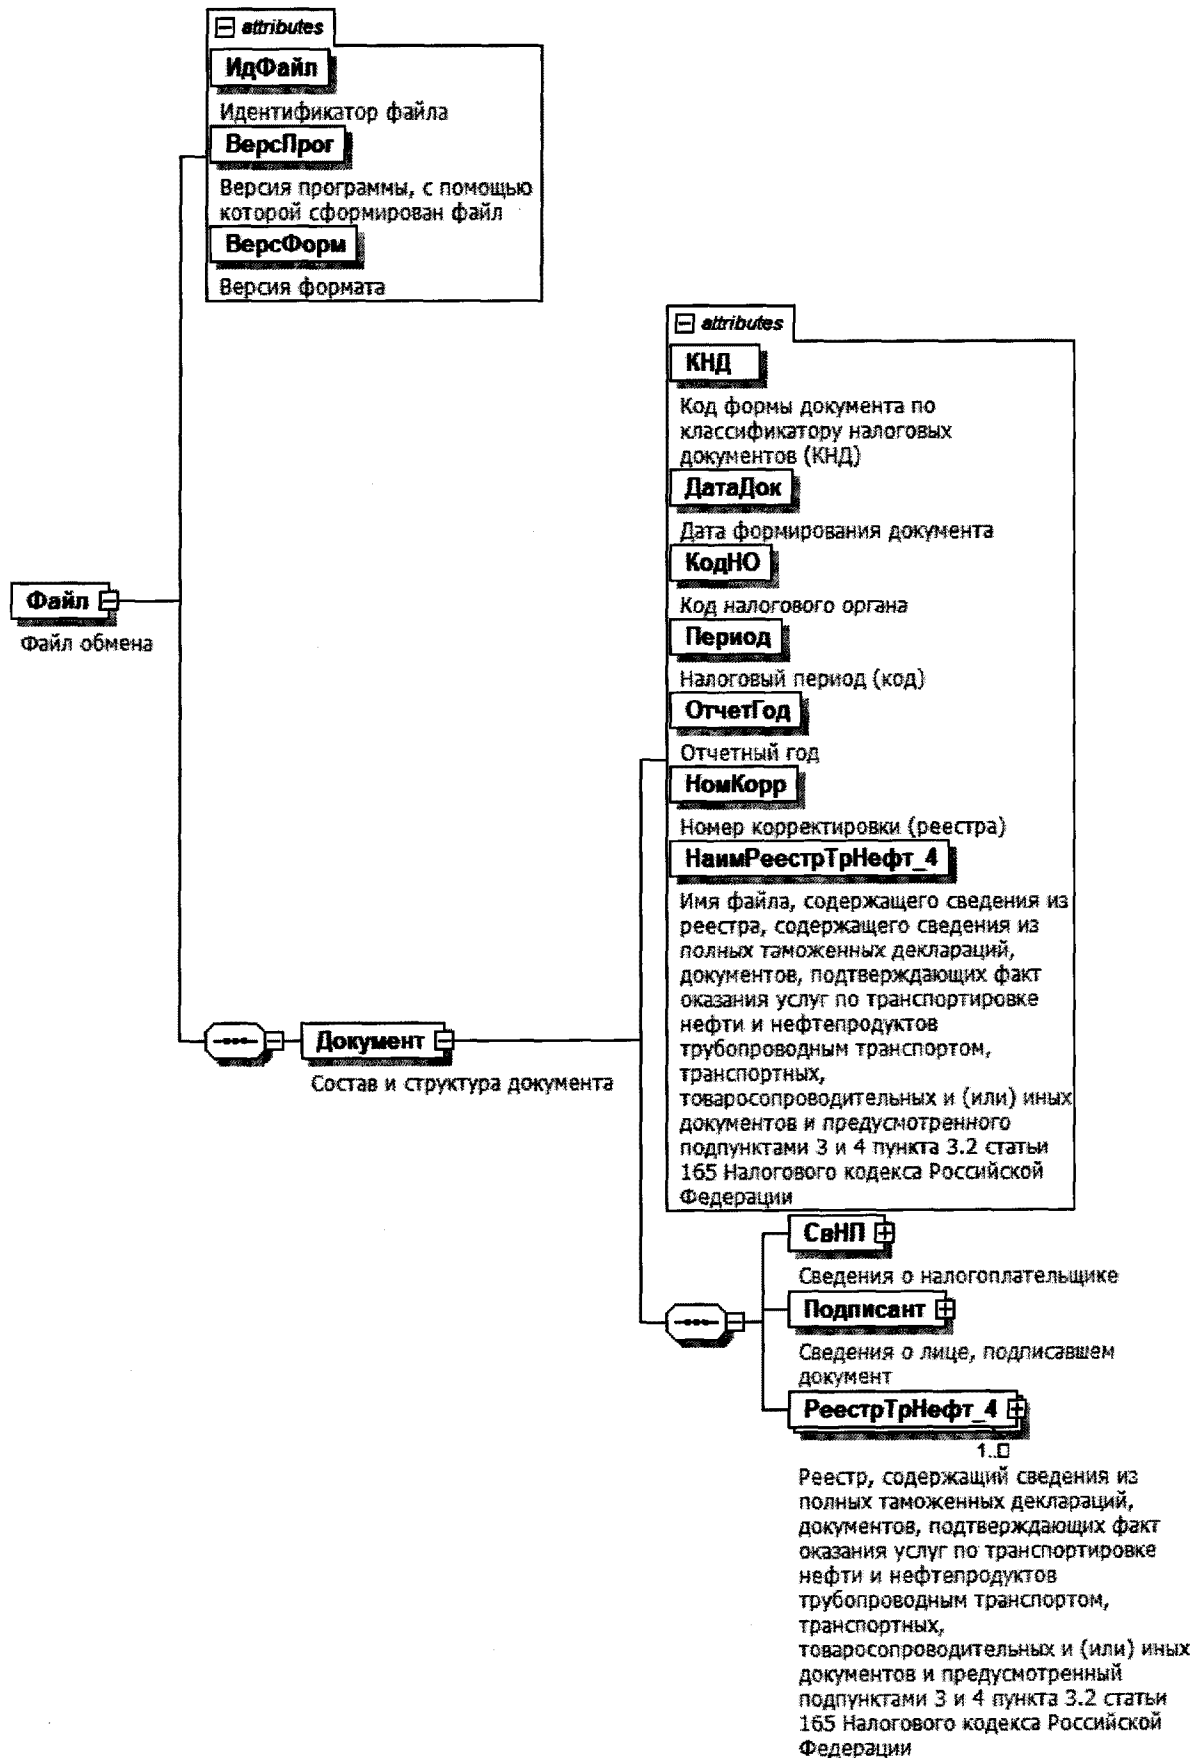 attributes
ИдФайл
Идентификатор файла
ВерсПрог
Версия программы, с помощью
которой сформирован файл
ВерсФорм
Версия формата
attributes
КНД
Код формы документа по
классификатору налоговых
документов (КНД)
ДатаДок
Дата формирования документа
КодНО
Код налогового органа
Период
Налоговый период (код)
ОтчетГод
Отчетный год
НомКорр
Номер корректировки (реестра)
НаимРеестрТрНефт_4
Имя файла, содержащего сведения из
реестра, содержащего сведения из
полных таможенных деклараций,
документов, подтверждающих факт
оказания услуг по транспортировке
нефти и нефтепродуктов
трубопроводным транспортом,
транспортных,
товаросопроводительных и (или) иных
документов и предусмотренного
подпунктами 3 и 4 пункта 3.2 статьи
165 Налогового кодекса Российской
Федерации
Файл
Файл обмена
Документ
Состав и структура документа
СвНП
Сведения о налогоплательщике
Подписант
Сведения о лице, подписавшем
документ
РеестрТрНефт_4
1..□
Реестр, содержащий сведения из
полных таможенных деклараций,
документов, подтверждающих факт
оказания услуг по транспортировке
нефти и нефтепродуктов
трубопроводным транспортом,
транспортных,
товаросопроводительных и (или) иных
документов и предусмотренный
подпунктами 3 и 4 пункта 3.2 статьи
165 Налогового кодекса Российской
Федерации